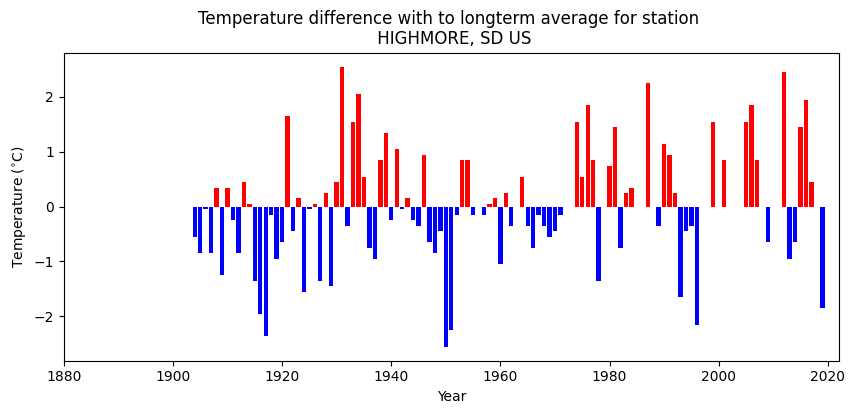 Temperature difference with to longterm average for station
HIGHMORE, SD US
2
1
0
−1
−2
Temperature (°C)
1880 1900 1920 1940 1960 1980 2000 2020
Year